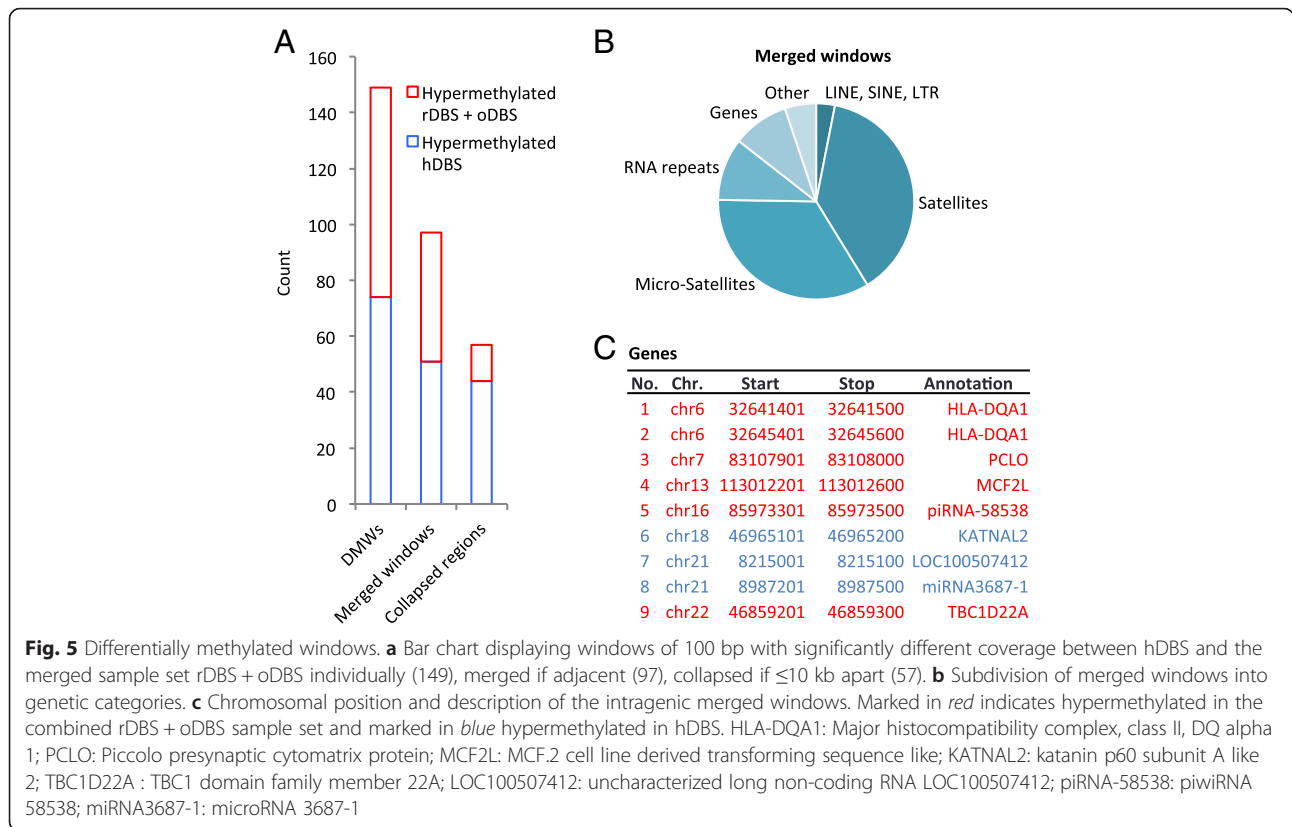 A
160
140
120
100
80
60
40
20
0
Count
Hypermethylated
rDBS + oDBS
Hypermethylated
hDBS
DMWs
Merged windows
Collapsed regions
B
Merged windows
Other
LINE, SINE, LTR
Genes
RNA repeats
Satellites
Micro-Satellites
C
Genes
No. Chr. Start Stop Annotation
1 chr6 32641401 32641500 HLA-DQA1
2 chr6 32645401 32645600 HLA-DQA1
3 chr7 83107901 83108000 PCLO
4 chr13 113012201 113012600 MCF2L
5 chr16 85973301 85973500 piRNA-58538
6 chr18 46965101 46965200 KATNAL2
7 chr21 8215001 8215100 LOC100507412
8 chr21 8987201 8987500 miRNA3687-1
9 chr22 46859201 46859300 TBC1D22A
Fig. 5 Differentially methylated windows. a Bar chart displaying windows of 100 bp with significantly different coverage between hDBS and the
merged sample set rDBS + oDBS individually (149), merged if adjacent (97), collapsed if ≤10 kb apart (57). b Subdivision of merged windows into
genetic categories. c Chromosomal position and description of the intragenic merged windows. Marked in red indicates hypermethylated in the
combined rDBS + oDBS sample set and marked in blue hypermethylated in hDBS. HLA-DQA1: Major histocompatibility complex, class II, DQ alpha
1; PCLO: Piccolo presynaptic cytomatrix protein; MCF2L: MCF.2 cell line derived transforming sequence like; KATNAL2: katanin p60 subunit A like
2; TBC1D22A : TBC1 domain family member 22A; LOC100507412: uncharacterized long non-coding RNA LOC100507412; piRNA-58538: piwiRNA
58538; miRNA3687-1: microRNA 3687-1